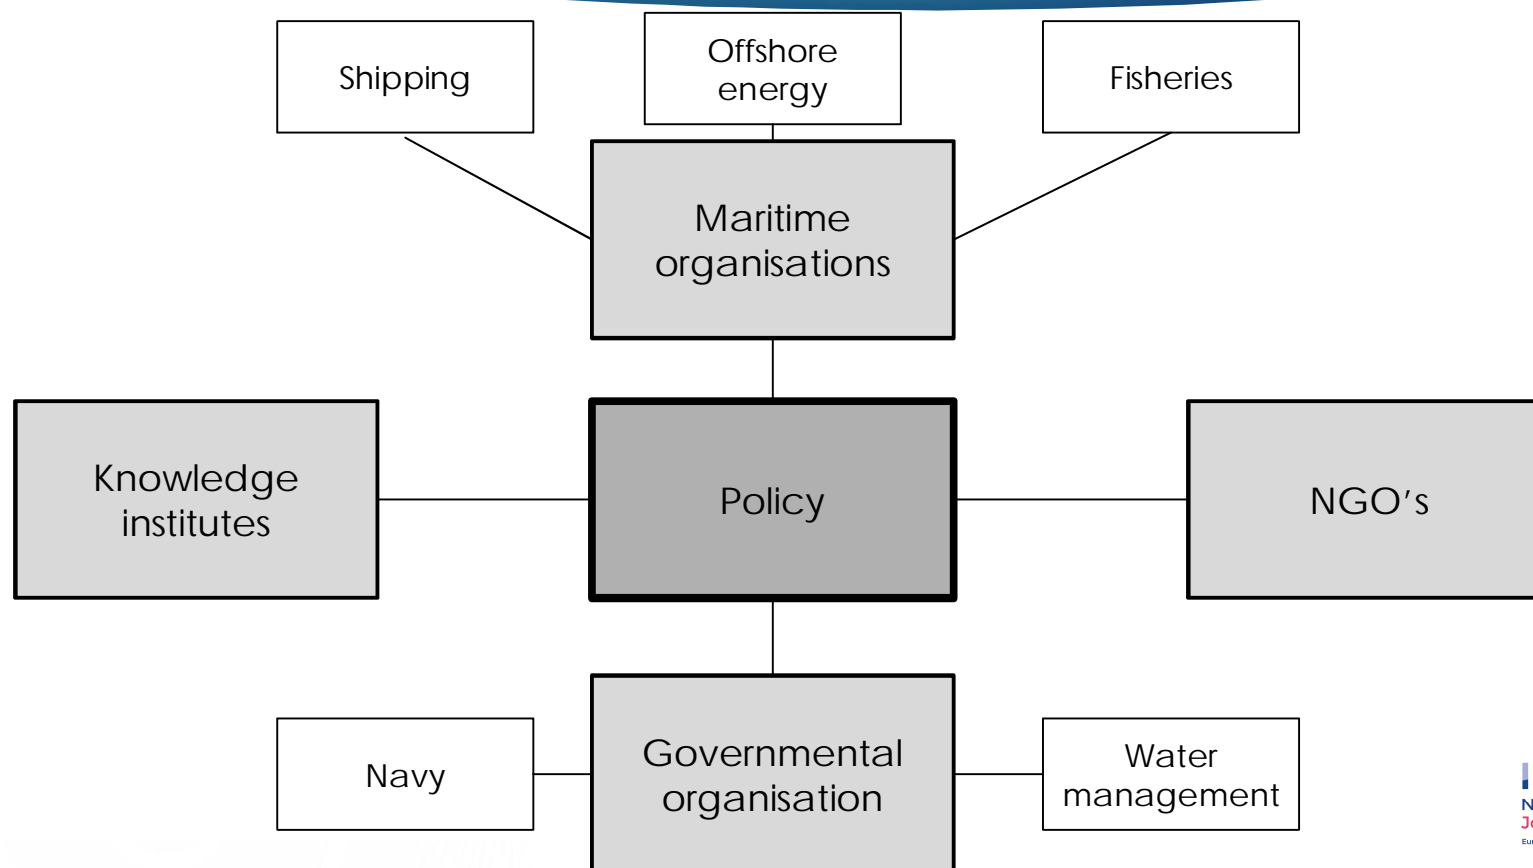 Shipping
Offshore
energy
Fisheries
Maritime
organisations
Knowledge
institutes
Policy
NGO's
Navy
Governmental
organisation
Water
management